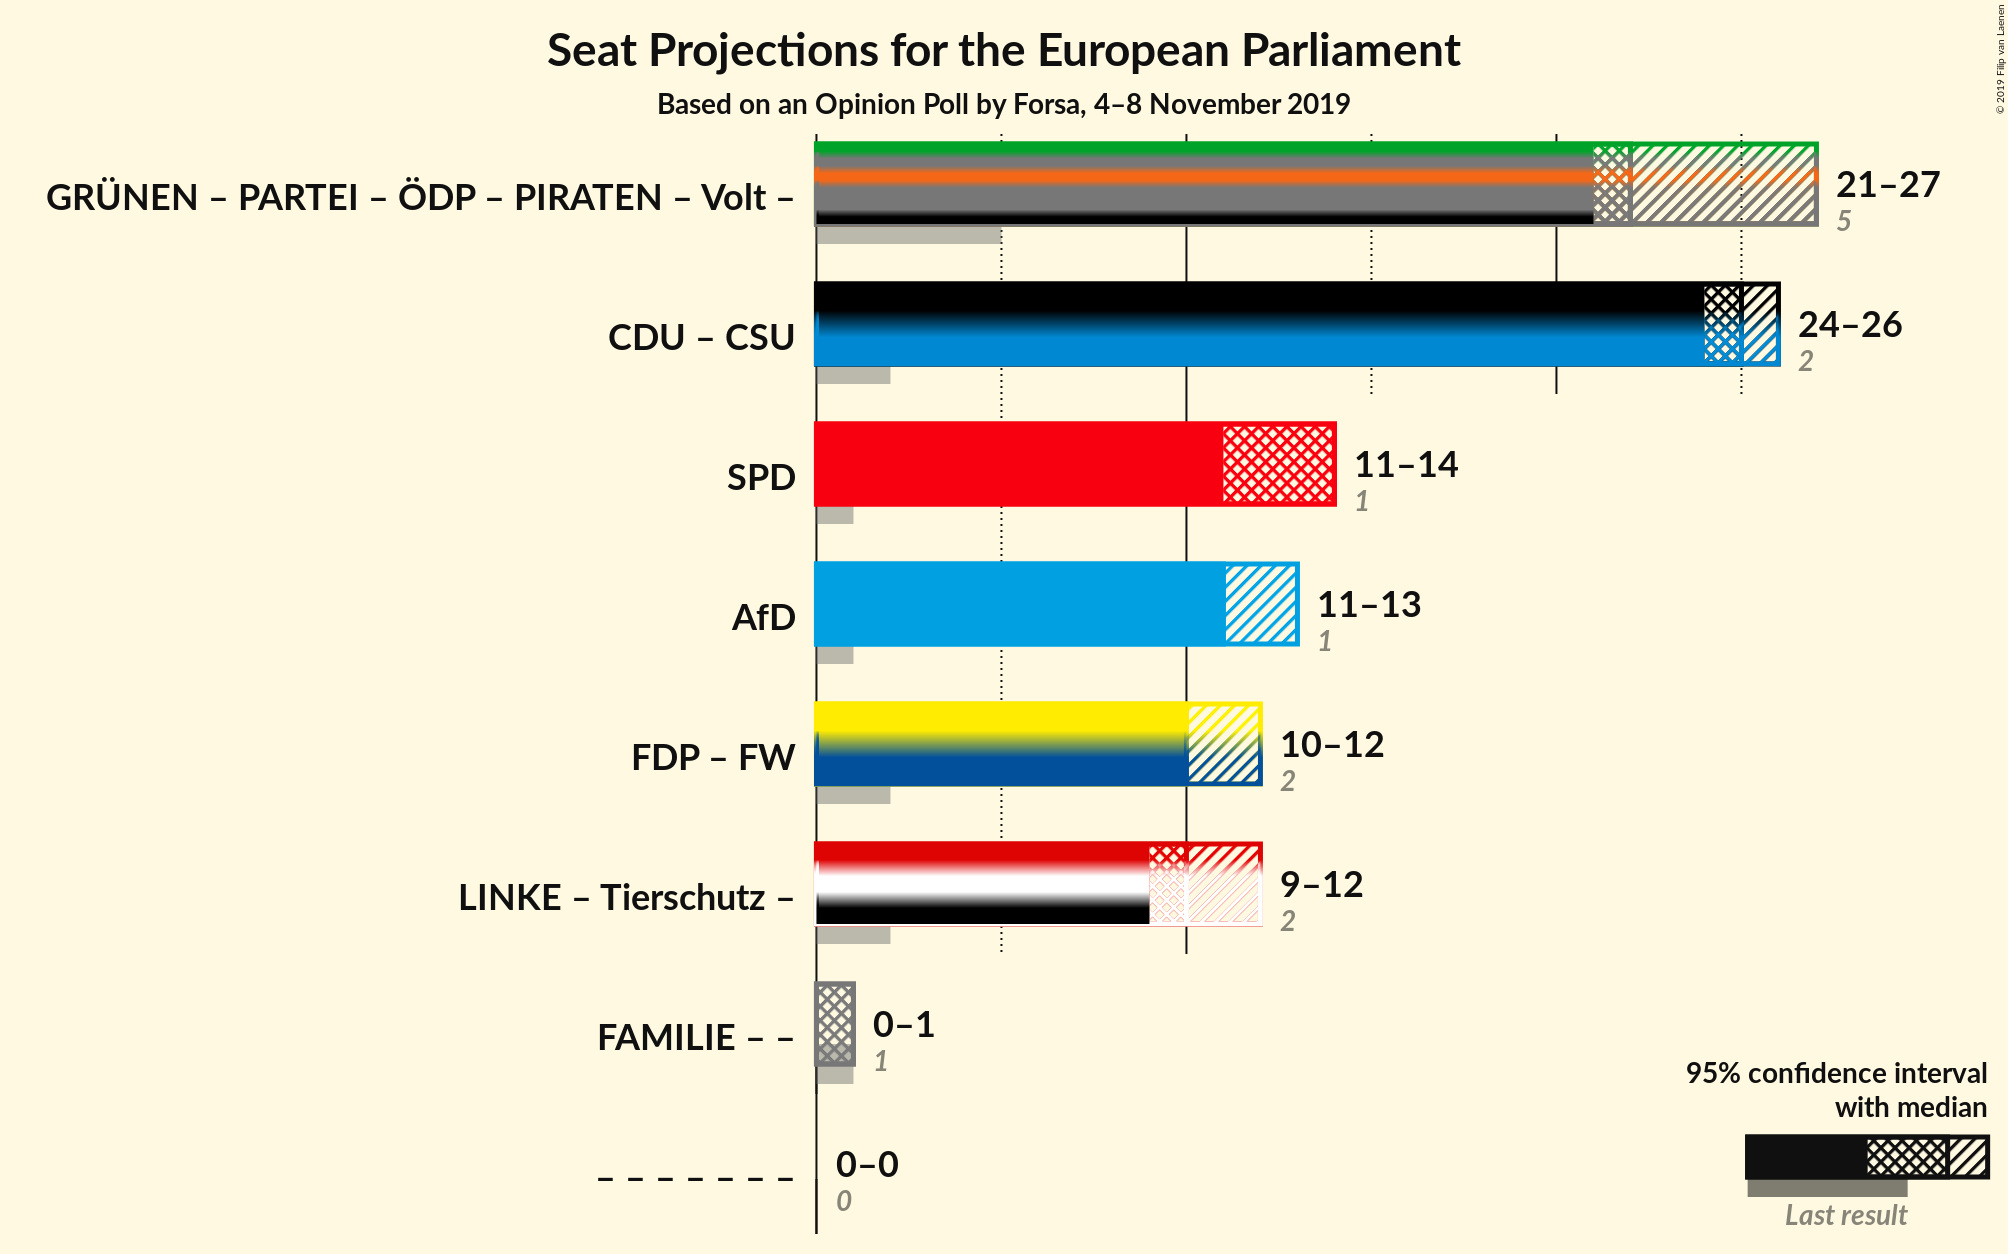 Seat Projections for the European Parliament
Based on an Opinion Poll by Forsa, 4–8 November 2019
© 2019 Filip van Laenen
GRÜNEN – PARTEI – ÖDP – PIRATEN – Volt –
21–27
5
CDU – CSU
24–26
2
SPD
11–14
1
AfD
11–13
1
FDP – FW
10–12
2
LINKE – Tierschutz –
9–12
2
FAMILIE – –
0–1
1
– – – – – – –
0–0
0
95% confidence interval
with median
Last result